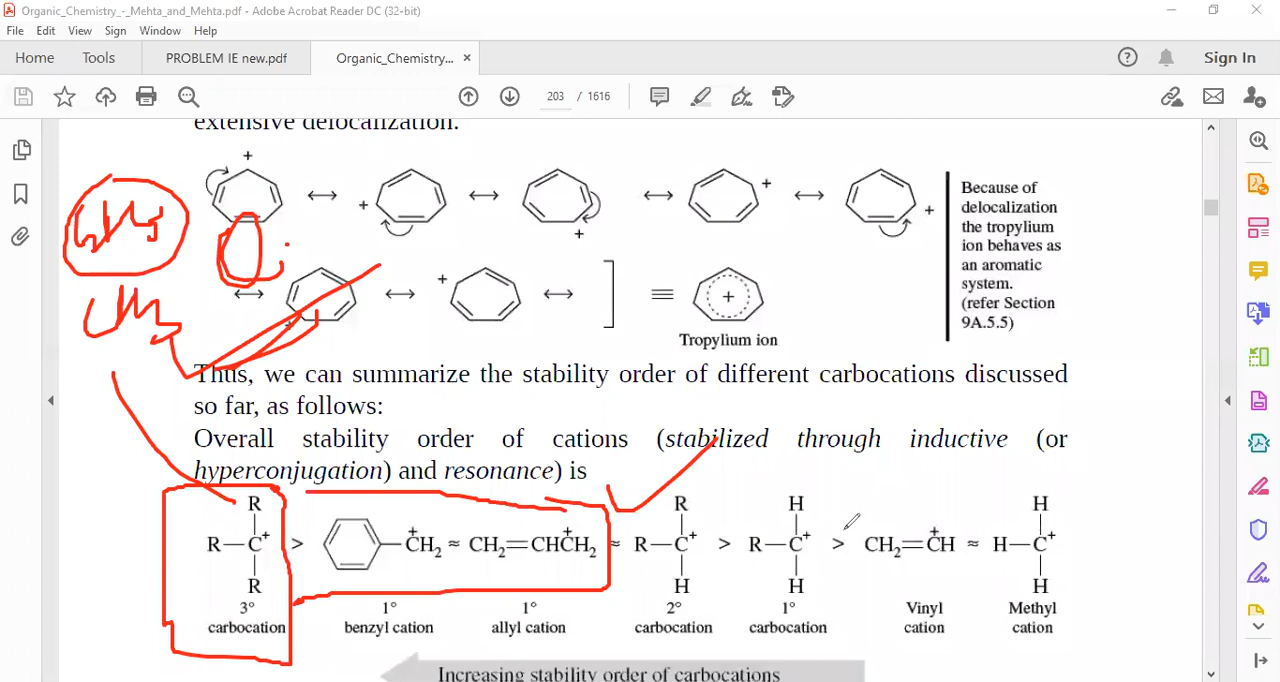 Organic_Chemistry_-_Mehta_and_Mehta.pdf - Adobe Acrobat Reader DC (32-bit)
File Edit View Sign Window Help
Home Tools PROBLEM IE new.pdf Organic_Chemistry... × Sign In
203 / 1616
extensive delocalization.
Because of
delocalization
the tropylium
ion behaves as
an aromatic
system.
(refer Section
9A.5.5)
Tropylium ion
Thus, we can summarize the stability order of different carbocations discussed
so far, as follows:
Overall stability order of cations (stabilized through inductive (or
hyperconjugation) and resonance) is
R R H H
R—C⁺ > —C⁺H₂ ≈ CH₂=CHC⁺H₂ ≈ R—C⁺ > R—C⁺ > CH₂=C⁺H ≈ H—C⁺
R H H H
3° 1° 1° 2° 1° Vinyl Methyl
carbocation benzyl cation allyl cation carbocation carbocation cation cation
Increasing stability order of carbocations